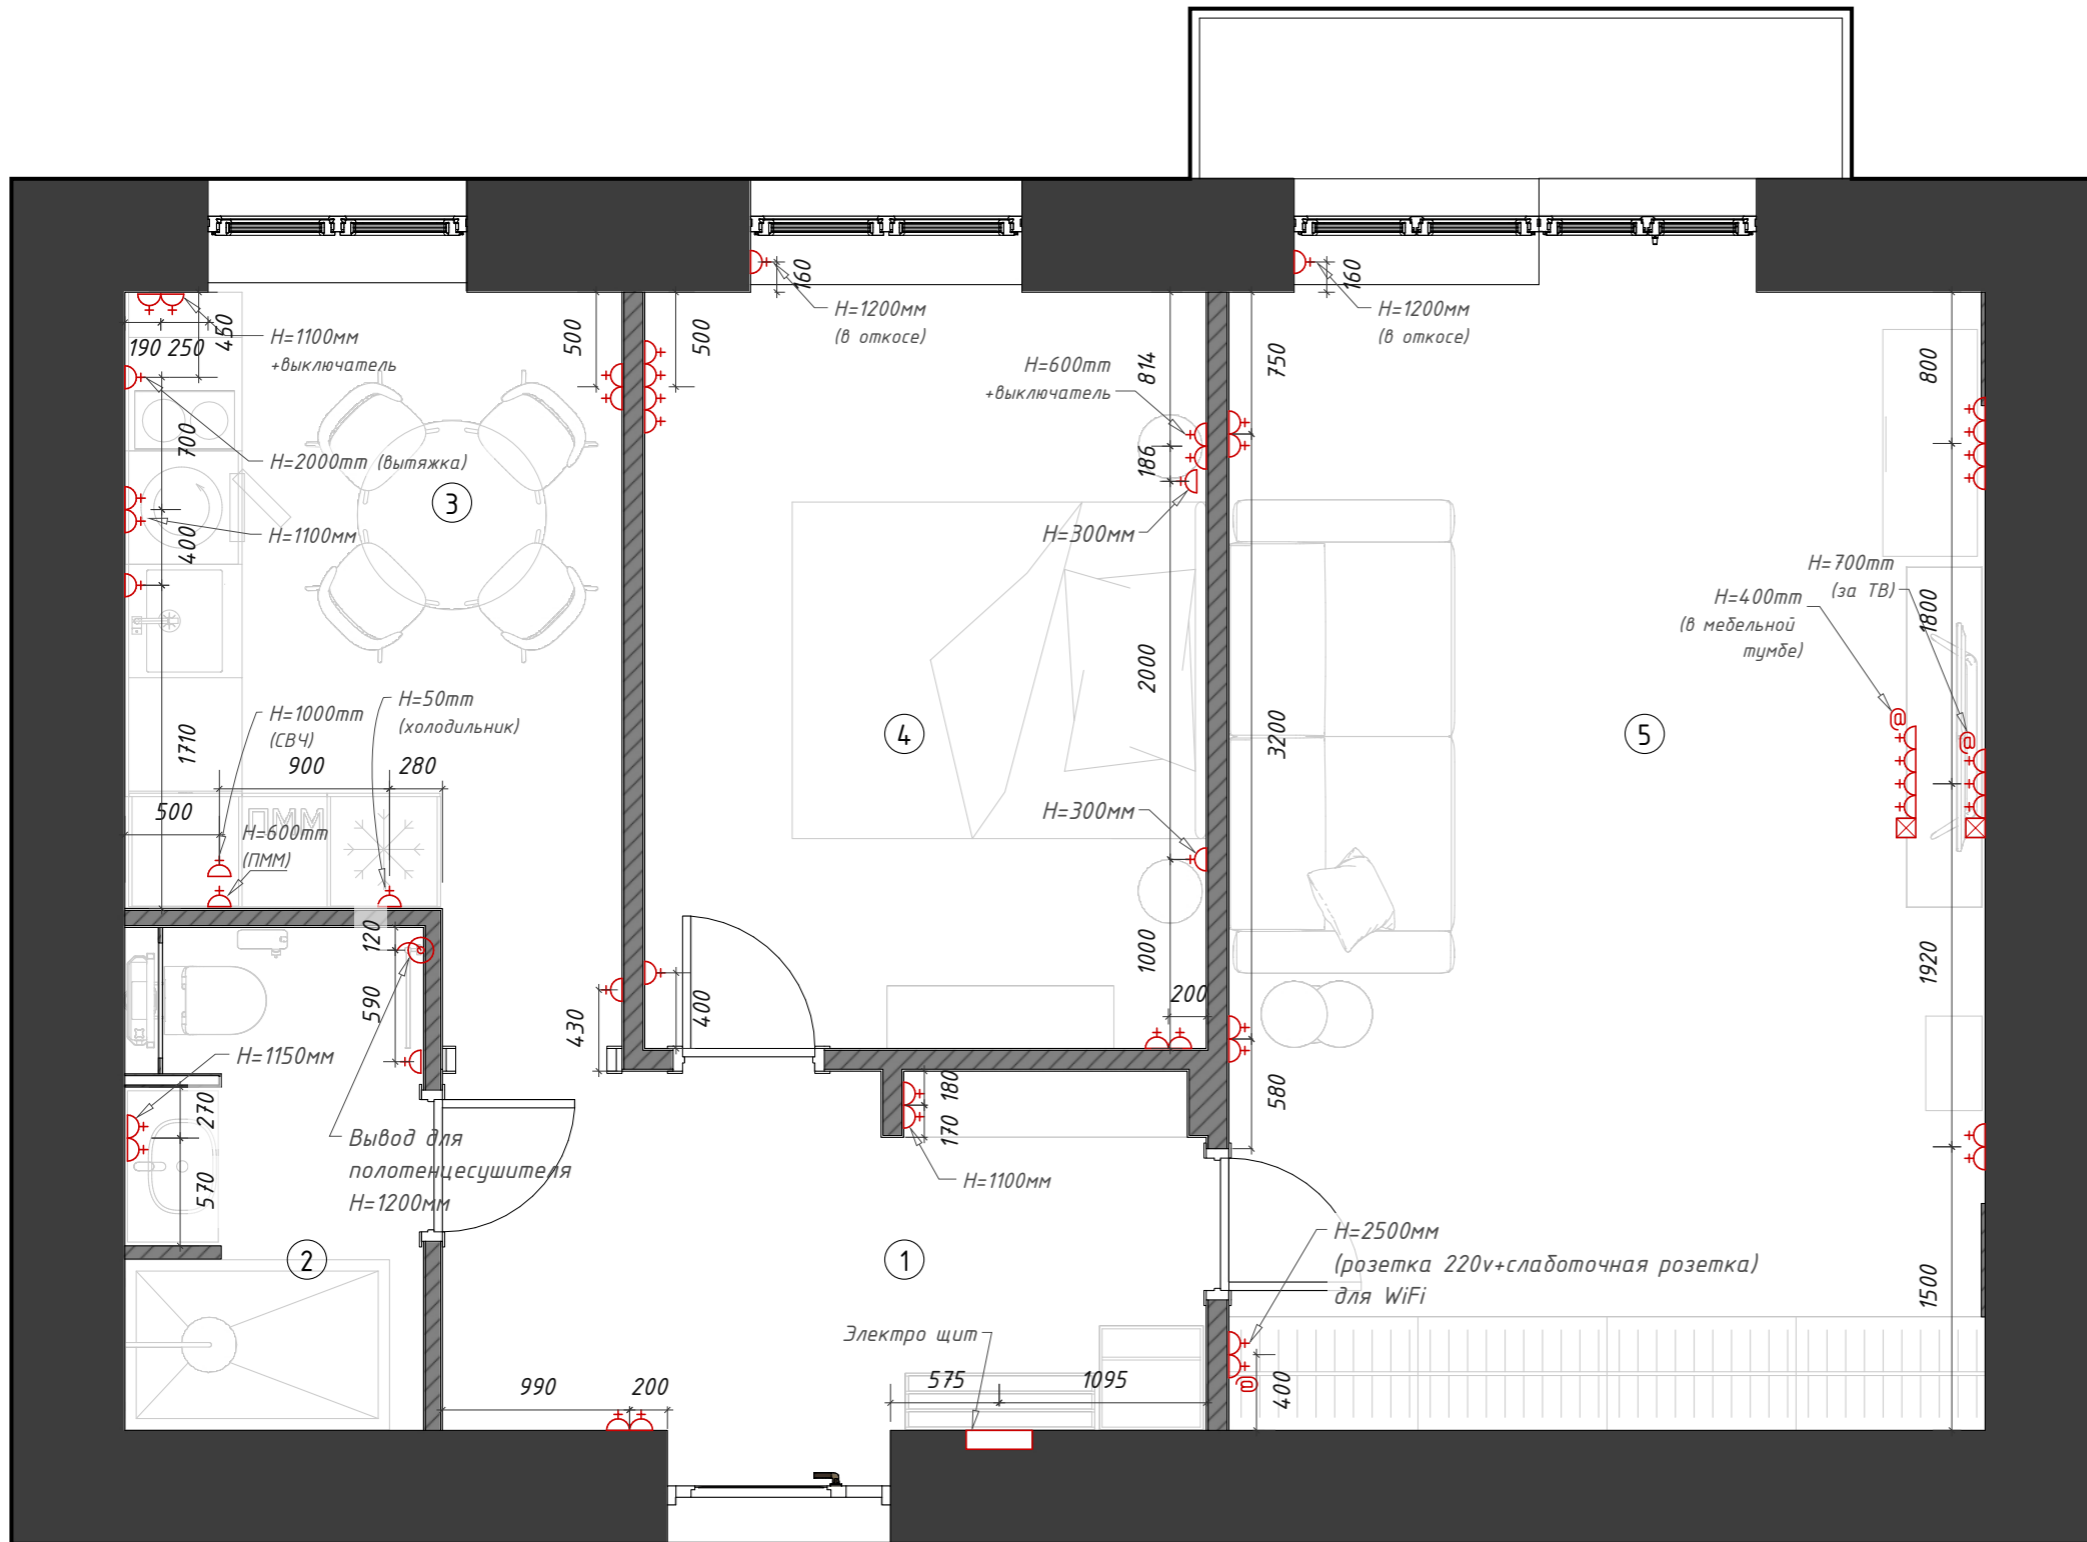 160
160
H=1200мм
(в откосе)
H=1200мм
(в откосе)
450
190 250
H=1100мм
+выключатель
500
500
814
750
800
H=600mm
+выключатель
700
H=2000mm (вытяжка)
186
3
400
H=1100мм
H=300мм
H=700mm
(за ТВ)
H=400mm
(в мебельной
тумбе)
1800
2000
3200
1710
H=1000mm
(СВЧ)
H=50mm
(холодильник)
900
280
500
ПММ
H=600mm
(ПММ)
4
5
@
@
H=300мм
120
590
1000
200
1920
430
400
H=1150мм
270
570
Вывод для
полотенцесушителя
H=1200мм
180
170
580
H=1100мм
2
1
H=2500мм
(розетка 220v+слаботочная розетка)
для WiFi
1500
Электро щит
990
200
575
1095
@
400